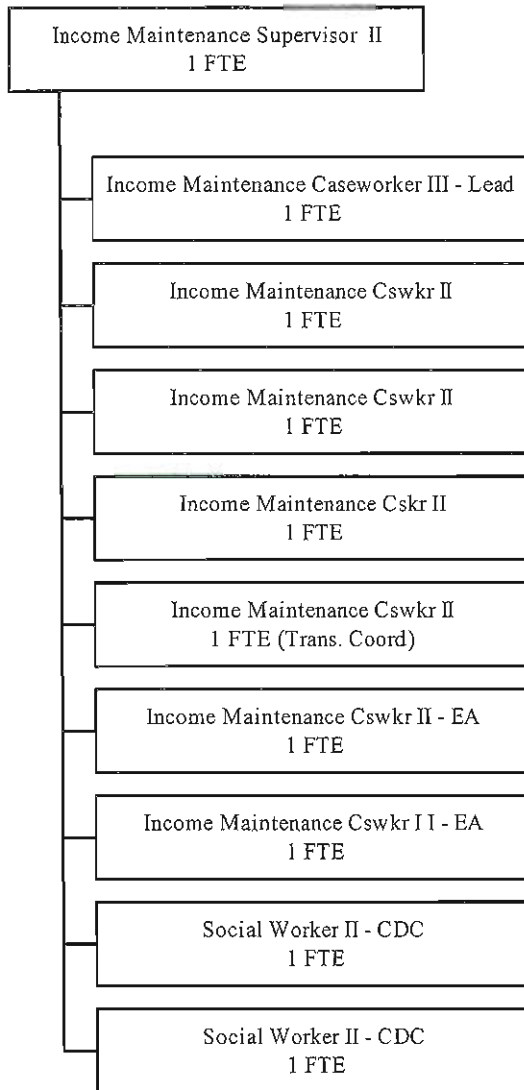 Income Maintenance Supervisor II
1 FTE
Income Maintenance Caseworker III - Lead
1 FTE
Income Maintenance Cswkr II
1 FTE
Income Maintenance Cswkr II
1 FTE
Income Maintenance Cskr II
1 FTE
Income Maintenance Cswkr II
1 FTE (Trans. Coord)
Income Maintenance Cswkr II - EA
1 FTE
Income Maintenance Cswkr I I - EA
1 FTE
Social Worker II - CDC
1 FTE
Social Worker II - CDC
1 FTE